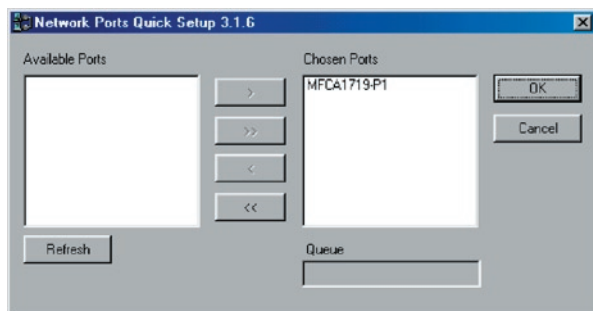 Network Ports Quick Setup 3.1.6
Available Ports
Chosen Ports
MFCA1719-P1
>
>>
<
<<
OK
Cancel
Refresh
Queue